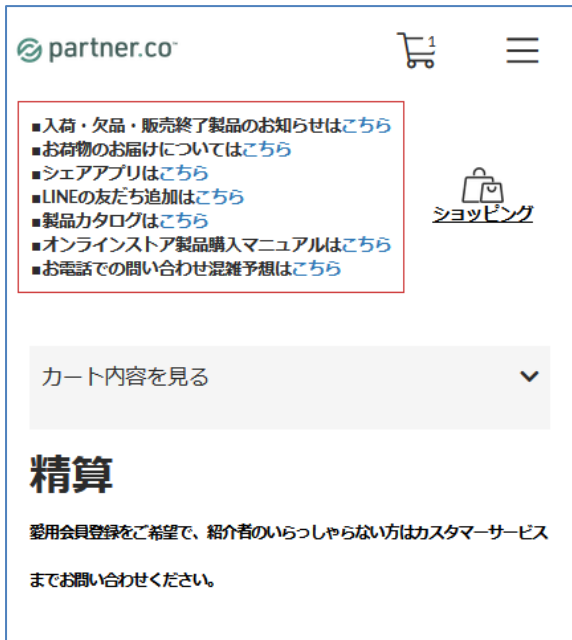 partner.co
1
■入荷・欠品・販売終了製品のお知らせはこちら
■お荷物のお届けについてはこちら
■シェアアプリはこちら
■LINEの友だち追加はこちら
■製品カタログはこちら
■オンラインストア製品購入マニュアルはこちら
■お電話での問い合わせ混雑予想はこちら
ショッピング
カート内容を見る
精算
愛用会員登録をご希望で、紹介者のいらっしゃらない方はカスタマーサービス
までお問い合わせください。